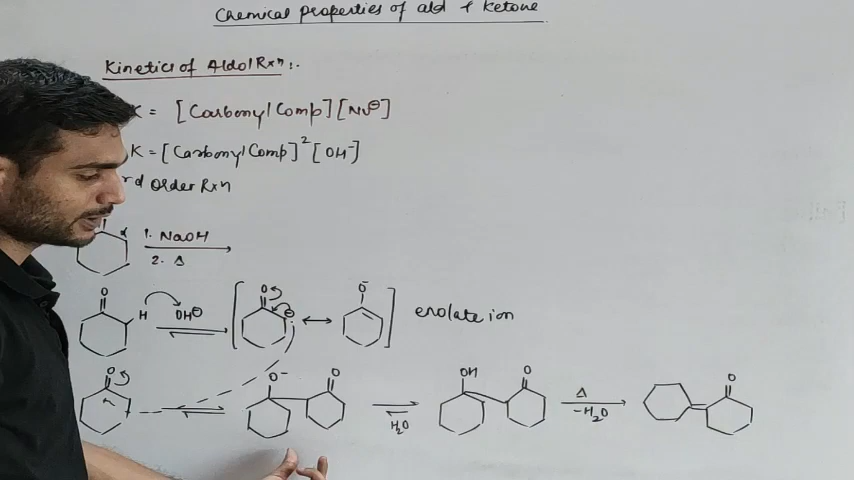 Chemical properties of ald & Ketone
Kinetics of Aldol Rxn :-
K = [Carbonyl Comp] [Nu⊖]
K = [Carbonyl Comp]² [OH⁻]
rd Order Rxn
α 1. NaOH
2. Δ
O H OH⊖ O ⊖ O⁻ enolate ion
O O⁻ O H₂O OH O Δ -H₂O O